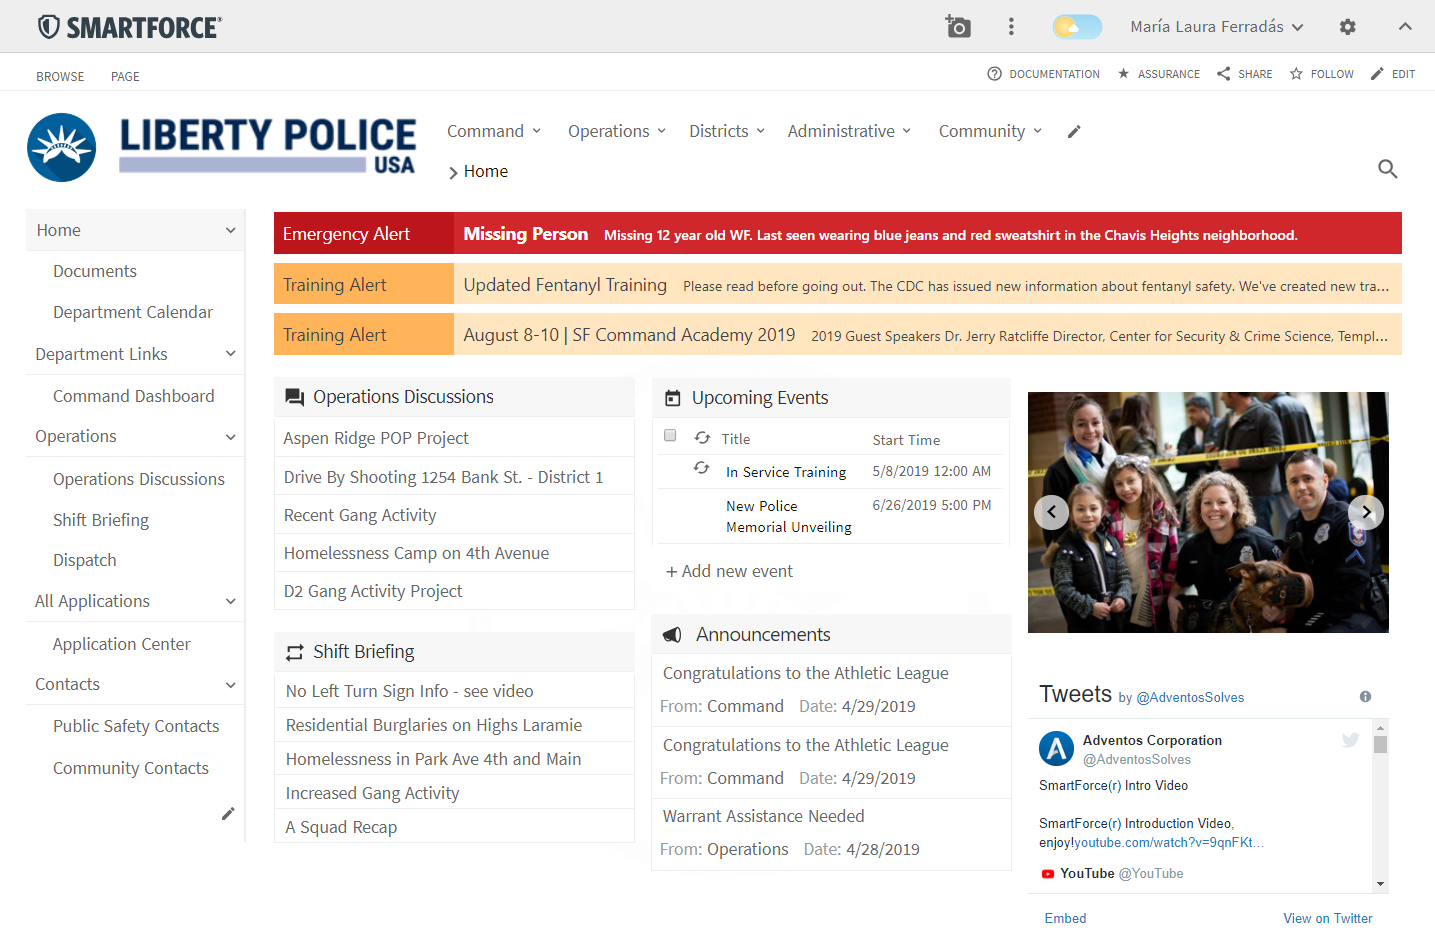 SMARTFORCE®
María Laura Ferradás
BROWSE PAGE
DOCUMENTATION ASSURANCE SHARE FOLLOW EDIT
LIBERTY POLICE
USA
Command Operations Districts Administrative Community
Home
Home
Documents
Department Calendar
Department Links
Command Dashboard
Operations
Operations Discussions
Shift Briefing
Dispatch
All Applications
Application Center
Contacts
Public Safety Contacts
Community Contacts
Emergency Alert Missing Person Missing 12 year old WF. Last seen wearing blue jeans and red sweatshirt in the Chavis Heights neighborhood.
Training Alert Updated Fentanyl Training Please read before going out. The CDC has issued new information about fentanyl safety. We've created new tra...
Training Alert August 8-10 | SF Command Academy 2019 2019 Guest Speakers Dr. Jerry Ratcliffe Director, Center for Security & Crime Science, Templ...
Operations Discussions
Aspen Ridge POP Project
Drive By Shooting 1254 Bank St. - District 1
Recent Gang Activity
Homelessness Camp on 4th Avenue
D2 Gang Activity Project
Shift Briefing
No Left Turn Sign Info - see video
Residential Burglaries on Highs Laramie
Homelessness in Park Ave 4th and Main
Increased Gang Activity
A Squad Recap
Upcoming Events
Title Start Time
In Service Training 5/8/2019 12:00 AM
New Police 6/26/2019 5:00 PM
Memorial Unveiling
+ Add new event
Announcements
Congratulations to the Athletic League
From: Command Date: 4/29/2019
Congratulations to the Athletic League
From: Command Date: 4/29/2019
Warrant Assistance Needed
From: Operations Date: 4/28/2019
Tweets by @AdventosSolves
Adventos Corporation
@AdventosSolves
SmartForce(r) Intro Video
SmartForce(r) Introduction Video,
enjoy!youtube.com/watch?v=9qnFKt...
YouTube @YouTube
Embed View on Twitter